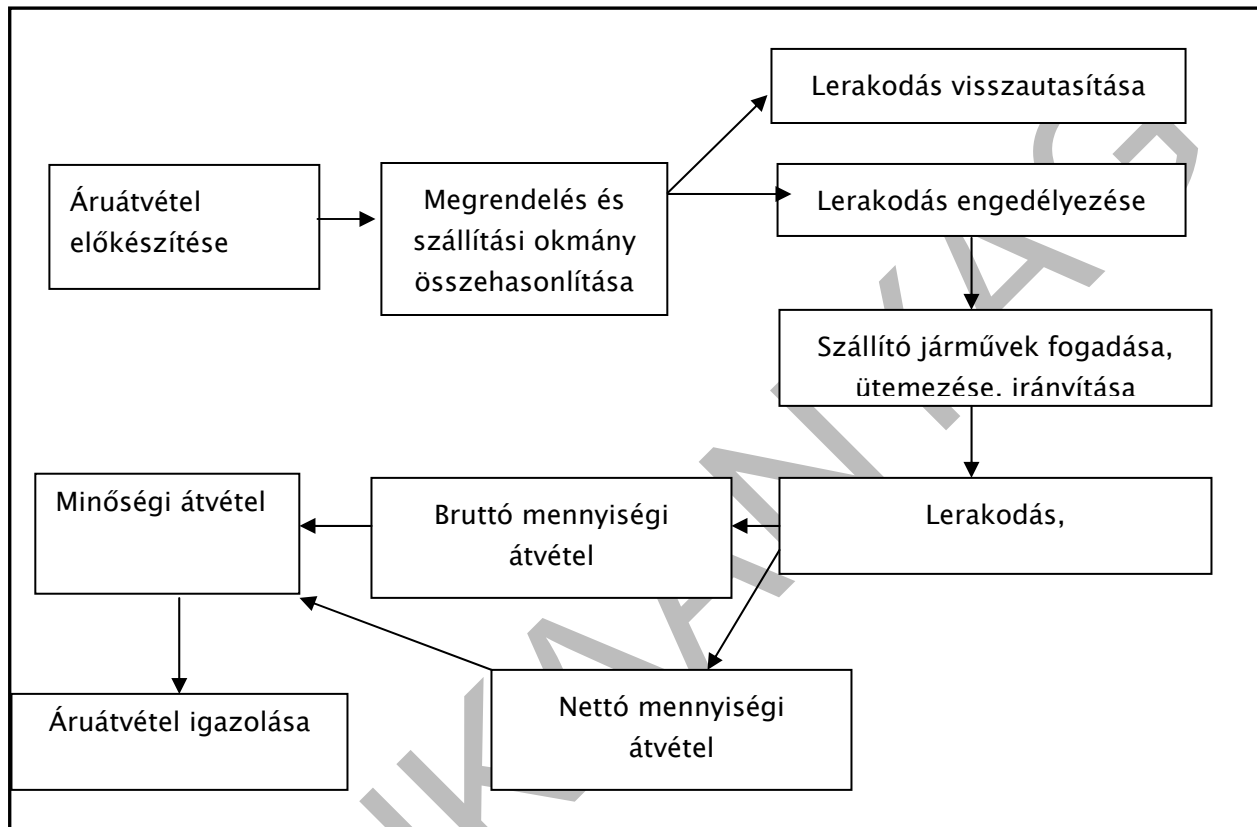 Lerakodás visszautasítása
Áruátvétel
előkészítése
Megrendelés és
szállítási okmány
összehasonlítása
Lerakodás engedélyezése
Szállító járművek fogadása,
ütemezése, irányítása
Lerakodás,
Bruttó mennyiségi
átvétel
Minőségi átvétel
Nettó mennyiségi
átvétel
Áruátvétel igazolása